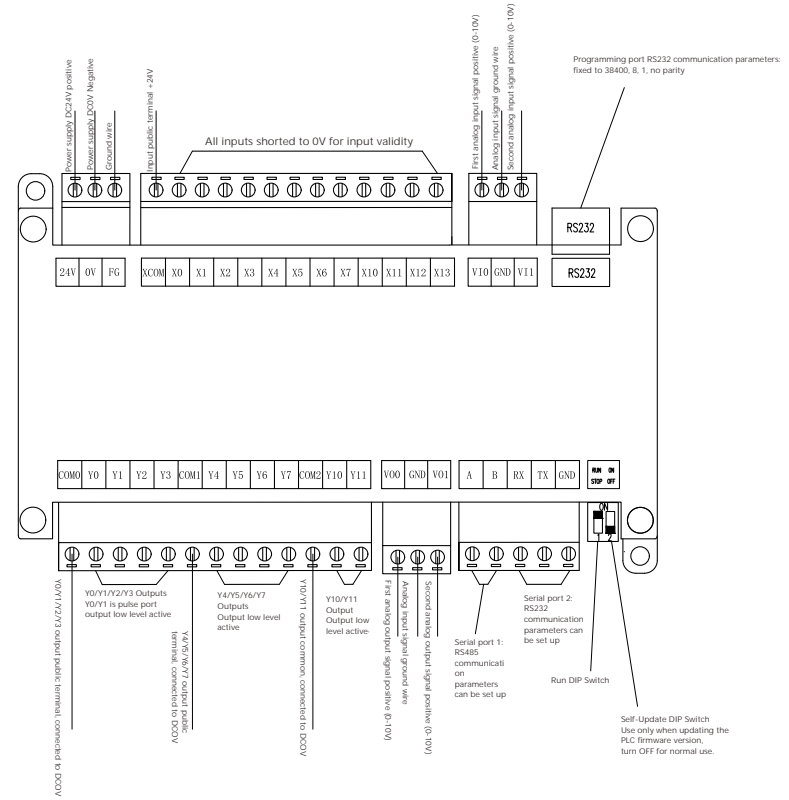 Power supply DC24V positive
Power supply DC0V Negative
Ground wire
Input public terminal +24V
All inputs shorted to 0V for input validity
First analog input signal positive (0-10V)
Analog input signal ground wire
Second analog input signal positive (0-10V)
Programming port RS232 communication parameters:
fixed to 38400, 8, 1, no parity
RS232
24V 0V FG
XCOM X0 X1 X2 X3 X4 X5 X6 X7 X10 X11 X12 X13
VI0 GND VI1
RS232
COM0 Y0 Y1 Y2 Y3 COM1 Y4 Y5 Y6 Y7 COM2 Y10 Y11
VO0 GND VO1
A B RX TX GND
RUN ON
STOP OFF
ON
1 2
Y0/Y1/Y2/Y3 output public terminal, connected to DC0V
Y0/Y1/Y2/Y3 Outputs
Y0/Y1 is pulse port
output low level active
Y4/Y5/Y6/Y7 output public
terminal, connected to DC0V
Y4/Y5/Y6/Y7
Outputs
Output low level
active
Y10/Y11 output common, connected to DC0V
Y10/Y11
Output
Output low
level active
First analog output signal positive (0-10V)
Analog input signal ground wire
Second analog output signal positive (0-10V)
Serial port 1:
RS485
communicati
on
parameters
can be set up
Serial port 2:
RS232
communication
parameters can
be set up
Run DIP Switch
Self-Update DIP Switch
Use only when updating the
PLC firmware version,
turn OFF for normal use.